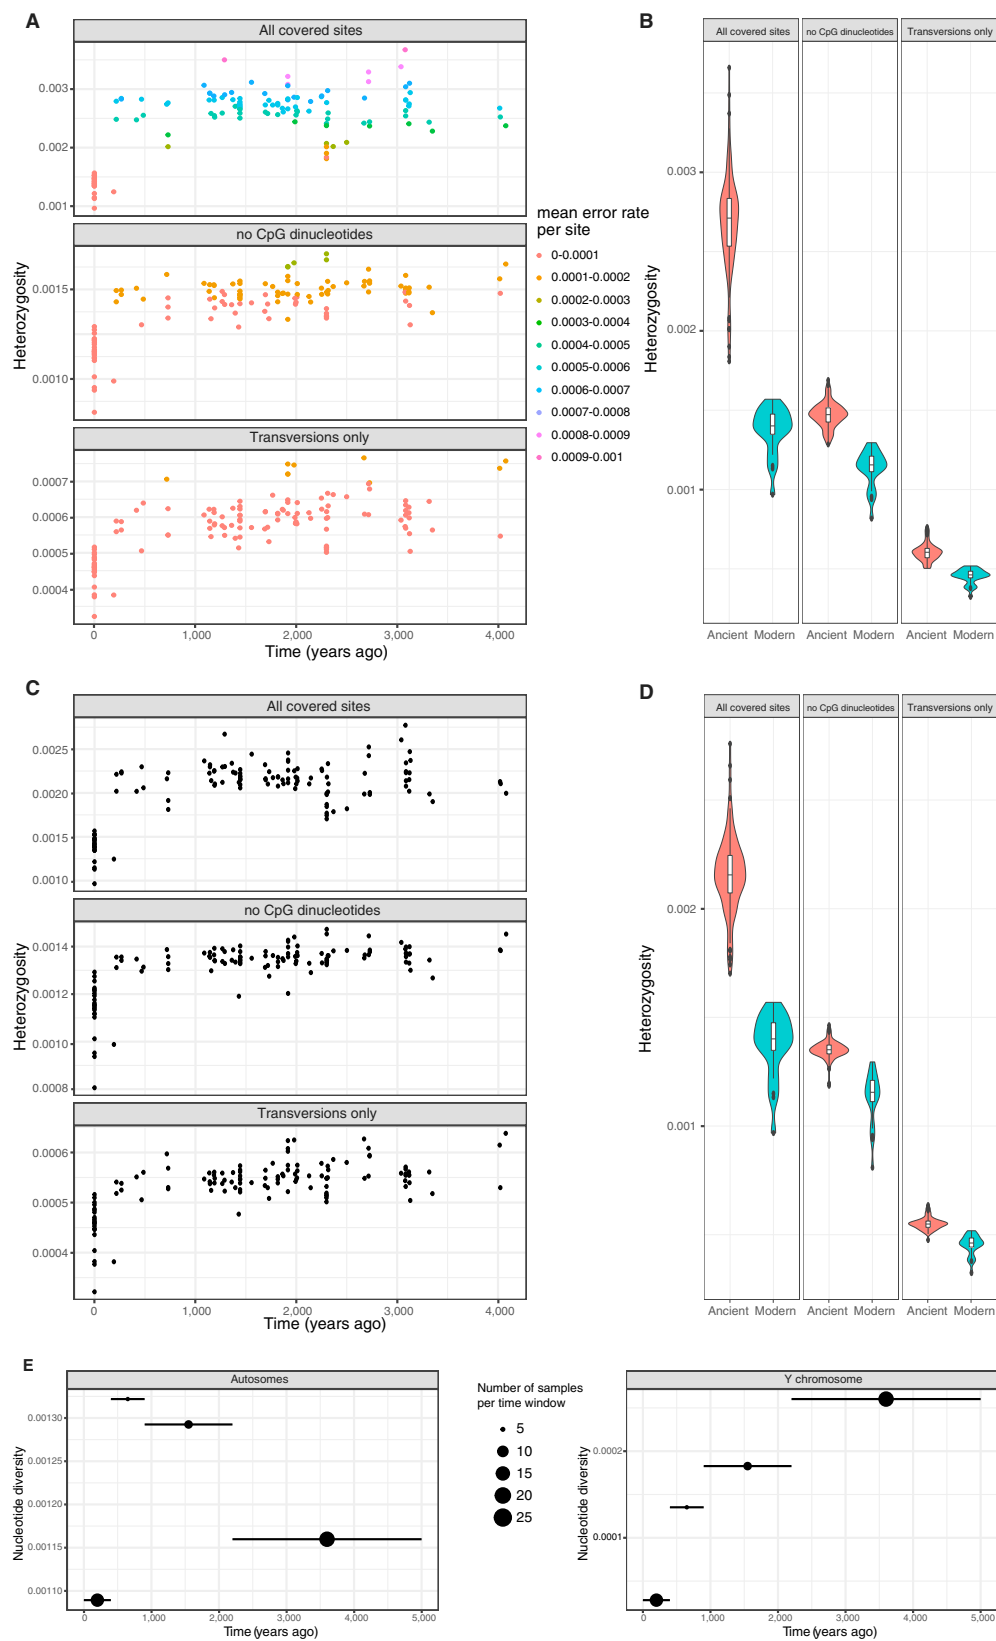 A
All covered sites
0.003
0.002
0.001
no CpG dinucleotides
0.0015
0.0010
Transversions only
0.0007
0.0006
0.0005
0.0004
0
1,000
2,000
3,000
4,000
Time (years ago)
Heterozygosity
mean error rate
per site
0-0.0001
0.0001-0.0002
0.0002-0.0003
0.0003-0.0004
0.0004-0.0005
0.0005-0.0006
0.0006-0.0007
0.0007-0.0008
0.0008-0.0009
0.0009-0.001
B
All covered sites
no CpG dinucleotides
Transversions only
Heterozygosity
0.003
0.002
0.001
Ancient Modern
Ancient Modern
Ancient Modern
C
All covered sites
0.0025
0.0020
0.0015
0.0010
no CpG dinucleotides
0.0014
0.0012
0.0010
0.0008
Transversions only
0.0006
0.0005
0.0004
0
1,000
2,000
3,000
4,000
Time (years ago)
Heterozygosity
D
All covered sites
no CpG dinucleotides
Transversions only
Heterozygosity
0.002
0.001
Ancient Modern
Ancient Modern
Ancient Modern
E
Autosomes
Nucleotide diversity
0.00130
0.00125
0.00120
0.00115
0.00110
0
1,000
2,000
3,000
4,000
5,000
Time (years ago)
Number of samples
per time window
5
10
15
20
25
Y chromosome
Nucleotide diversity
0.0002
0.0001
0
1,000
2,000
3,000
4,000
5,000
Time (years ago)